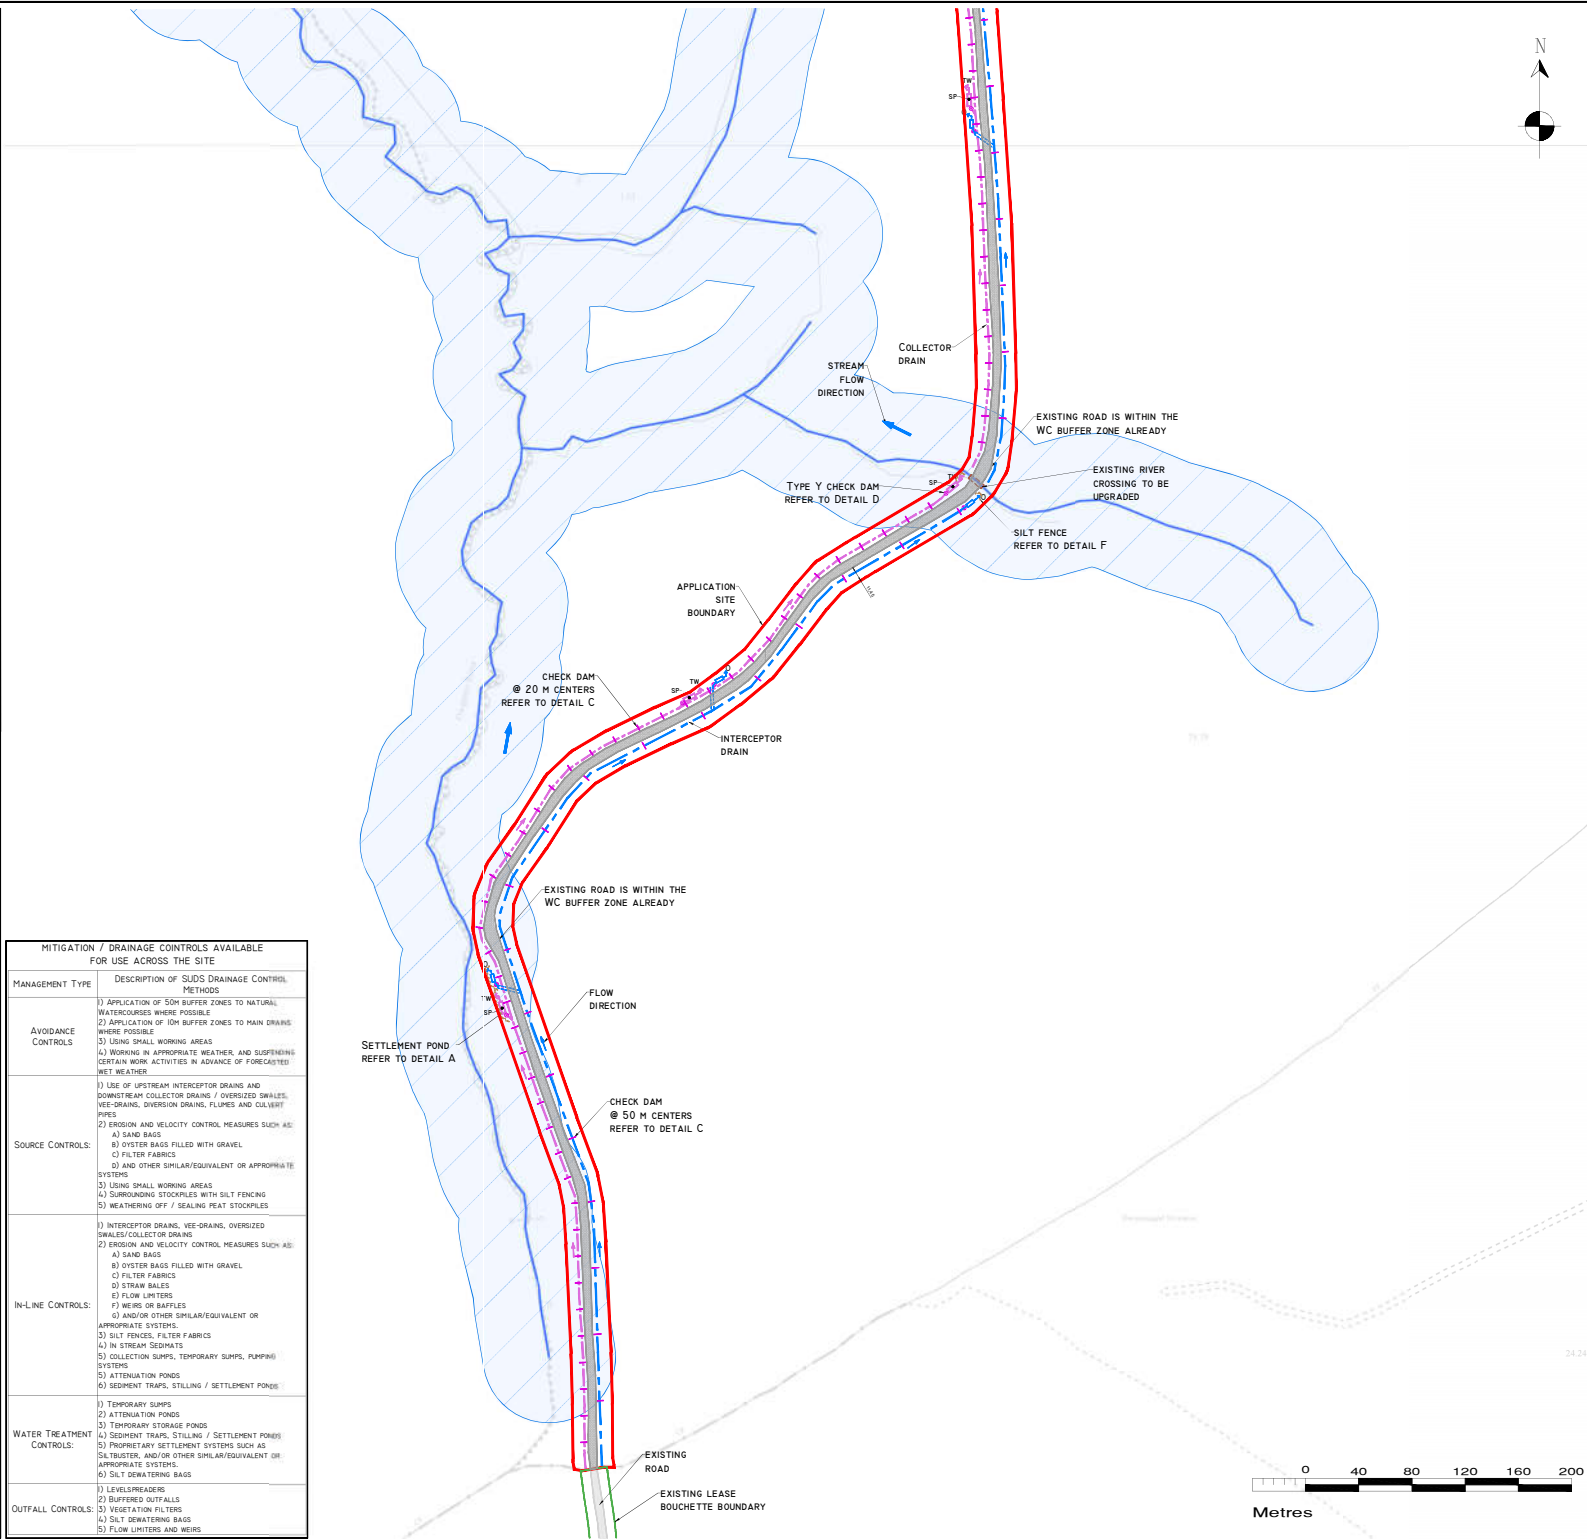 N
TW
SP
COLLECTOR
DRAIN
STREAM
FLOW
DIRECTION
EXISTING ROAD IS WITHIN THE
WC BUFFER ZONE ALREADY
EXISTING RIVER
CROSSING TO BE
UPGRADED
TYPE Y CHECK DAM
REFER TO DETAIL D
SP
SILT FENCE
REFER TO DETAIL F
APPLICATION
SITE
BOUNDARY
CHECK DAM
@ 20 M CENTERS
REFER TO DETAIL C
TW
SP
INTERCEPTOR
DRAIN
79.79
EXISTING ROAD IS WITHIN THE
WC BUFFER ZONE ALREADY
FLOW
DIRECTION
TW
SP
SETTLEMENT POND
REFER TO DETAIL A
CHECK DAM
@ 50 M CENTERS
REFER TO DETAIL C
24.24
EXISTING
ROAD
EXISTING LEASE
BOUCHETTE BOUNDARY
0 40 80 120 160 200
Metres
MITIGATION / DRAINAGE COINTROLS AVAILABLE
FOR USE ACROSS THE SITE
MANAGEMENT TYPE
DESCRIPTION OF SUDS DRAINAGE CONTROL
METHODS
AVOIDANCE
CONTROLS
1) APPLICATION OF 50M BUFFER ZONES TO NATURAL
WATERCOURSES WHERE POSSIBLE
2) APPLICATION OF 10M BUFFER ZONES TO MAIN DRAINS
WHERE POSSIBLE
3) USING SMALL WORKING AREAS
4) WORKING IN APPROPRIATE WEATHER, AND SUSPENDING
CERTAIN WORK ACTIVITIES IN ADVANCE OF FORECASTED
WET WEATHER
SOURCE CONTROLS:
1) USE OF UPSTREAM INTERCEPTOR DRAINS AND
DOWNSTREAM COLLECTOR DRAINS / OVERSIZED SWALES,
VEE-DRAINS, DIVERSION DRAINS, FLUMES AND CULVERT
PIPES
2) EROSION AND VELOCITY CONTROL MEASURES SUCH AS:
A) SAND BAGS
B) OYSTER BAGS FILLED WITH GRAVEL
C) FILTER FABRICS
D) AND OTHER SIMILAR/EQUIVALENT OR APPROPRIATE
SYSTEMS
3) USING SMALL WORKING AREAS
4) SURROUNDING STOCKPILES WITH SILT FENCING
5) WEATHERING OFF / SEALING PEAT STOCKPILES
IN-LINE CONTROLS:
1) INTERCEPTOR DRAINS, VEE-DRAINS, OVERSIZED
SWALES/COLLECTOR DRAINS
2) EROSION AND VELOCITY CONTROL MEASURES SUCH AS:
A) SAND BAGS
B) OYSTER BAGS FILLED WITH GRAVEL
C) FILTER FABRICS
D) STRAW BALES
E) FLOW LIMITERS
F) WEIRS OR BAFFLES
G) AND/OR OTHER SIMILAR/EQUIVALENT OR
APPROPRIATE SYSTEMS.
3) SILT FENCES, FILTER FABRICS
4) IN STREAM SEDIMATS
5) COLLECTION SUMPS, TEMPORARY SUMPS, PUMPING
SYSTEMS
5) ATTENUATION PONDS
6) SEDIMENT TRAPS, STILLING / SETTLEMENT PONDS
WATER TREATMENT
CONTROLS:
1) TEMPORARY SUMPS
2) ATTENUATION PONDS
3) TEMPORARY STORAGE PONDS
4) SEDIMENT TRAPS, STILLING / SETTLEMENT PONDS
5) PROPRIETARY SETTLEMENT SYSTEMS SUCH AS
SILTBUSTER, AND/OR OTHER SIMILAR/EQUIVALENT OR
APPROPRIATE SYSTEMS.
6) SILT DEWATERING BAGS
OUTFALL CONTROLS:
1) LEVELSPREADERS
2) BUFFERED OUTFALLS
3) VEGETATION FILTERS
4) SILT DEWATERING BAGS
5) FLOW LIMITERS AND WEIRS